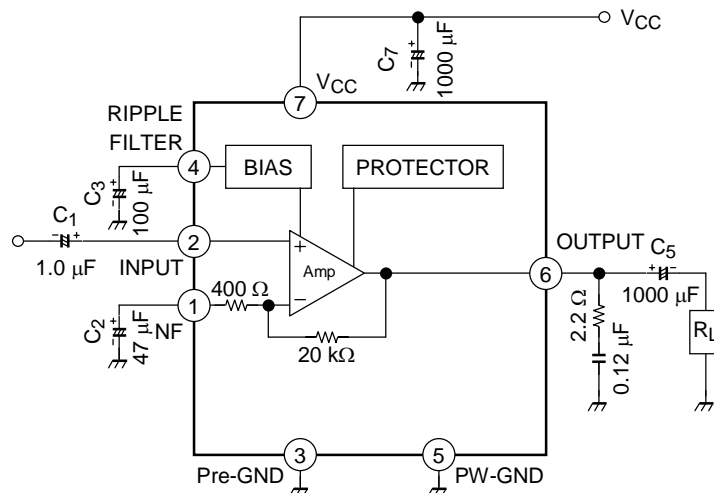 VCC
C7
1000 µF
VCC
7
RIPPLE
FILTER
4
BIAS
PROTECTOR
C3
100 µF
C1
1.0 µF
2
INPUT
+
Amp
−
OUTPUT
6
C5
1000 µF
1
400 Ω
NF
C2
47 µF
20 kΩ
2.2 Ω
0.12 µF
RL
3
Pre-GND
5
PW-GND